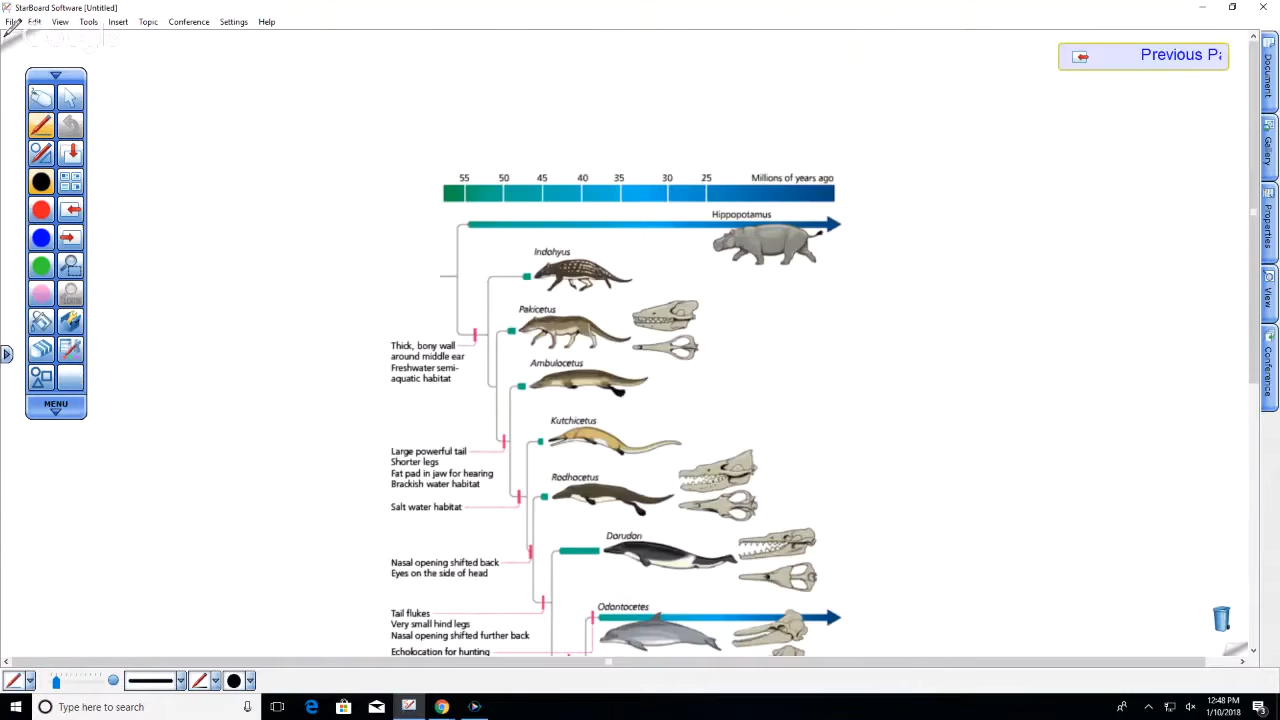 StarBoard Software [Untitled]
File Edit View Tools Insert Topic Conference Settings Help
Previous Pa
Document
Gallery
Properties
View
Conference
MENU
55 50 45 40 35 30 25 Millions of years ago
Hippopotamus
Indohyus
Pakicetus
Thick, bony wall
around middle ear
Freshwater semi-
aquatic habitat
Ambulocetus
Kutchicetus
Large powerful tail
Shorter legs
Fat pad in jaw for hearing
Brackish water habitat
Rodhocetus
Salt water habitat
Dorudon
Nasal opening shifted back
Eyes on the side of head
Odontocetes
Tail flukes
Very small hind legs
Nasal opening shifted further back
Echolocation for hunting
Type here to search
12:48 PM
1/10/2018